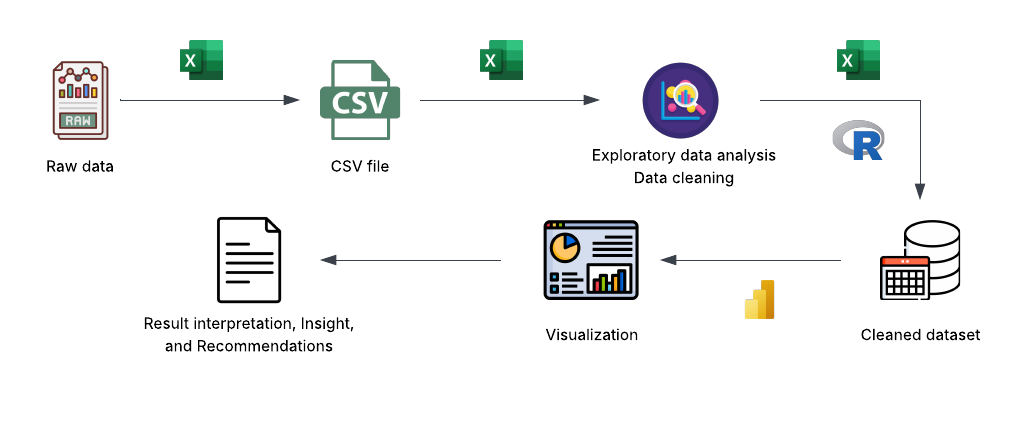 X
X
X
RAW
CSV
R
Raw data
CSV file
Exploratory data analysis
Data cleaning
Result interpretation, Insight,
and Recommendations
Visualization
Cleaned dataset